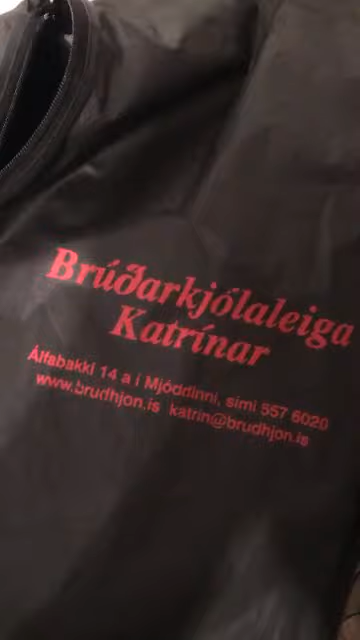 Brúðarkjólaleiga
Katrínar
Álfabakki 14 a í Mjóddinni, sími 557 6020
www.brudhjon.is katrin@brudhjon.is